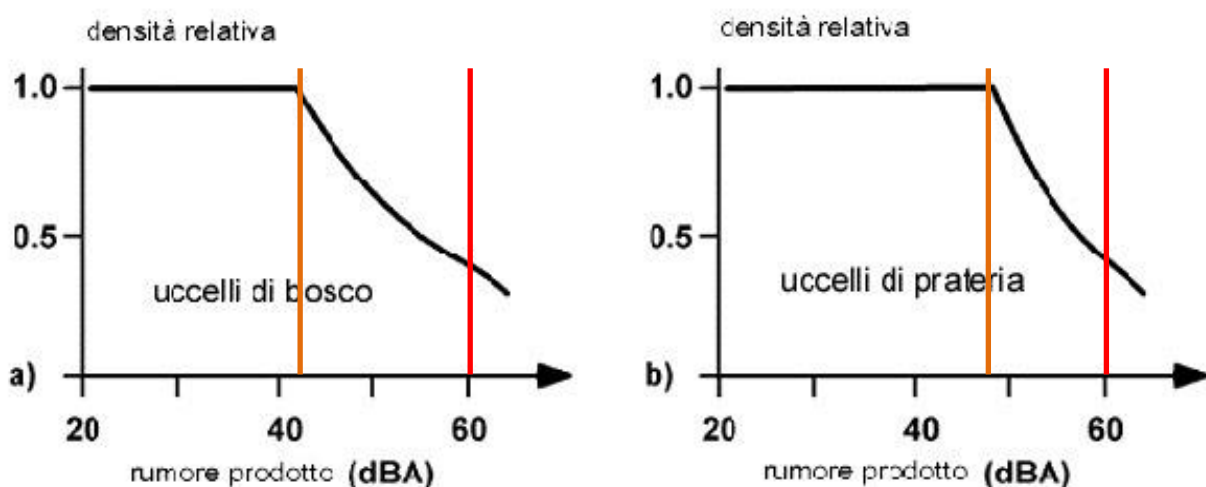 densità relativa
1.0
0.5
uccelli di bosco
a)
20 40 60
rumore prodotto (dBA)
densità relativa
1.0
0.5
uccelli di prateria
b)
20 40 60
rumore prodotto (dBA)